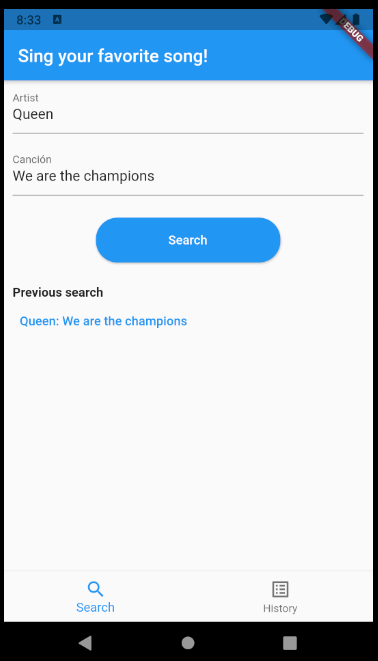 8:33
A
DEBUG
Sing your favorite song!
Artist
Queen
Canción
We are the champions
Search
Previous search
Queen: We are the champions
Search
History